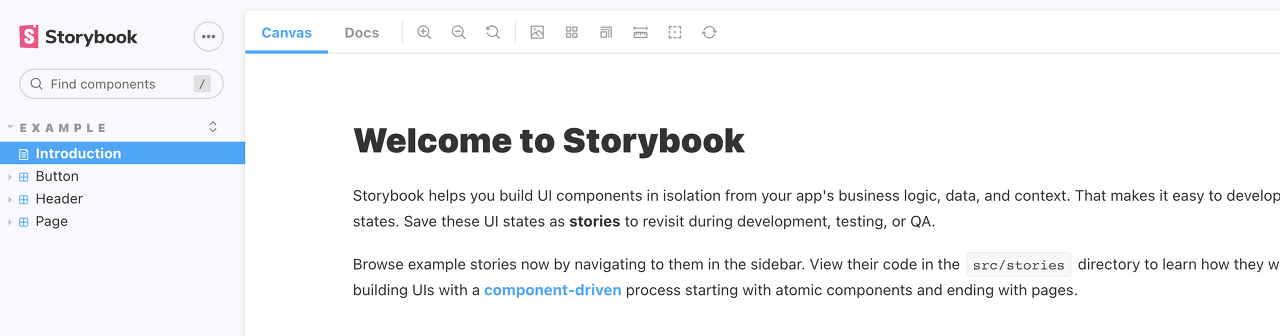 Storybook
Find components /
EXAMPLE
Introduction
Button
Header
Page
Canvas Docs
Welcome to Storybook
Storybook helps you build UI components in isolation from your app's business logic, data, and context. That makes it easy to develop
states. Save these UI states as stories to revisit during development, testing, or QA.
Browse example stories now by navigating to them in the sidebar. View their code in the src/stories directory to learn how they w
building UIs with a component-driven process starting with atomic components and ending with pages.